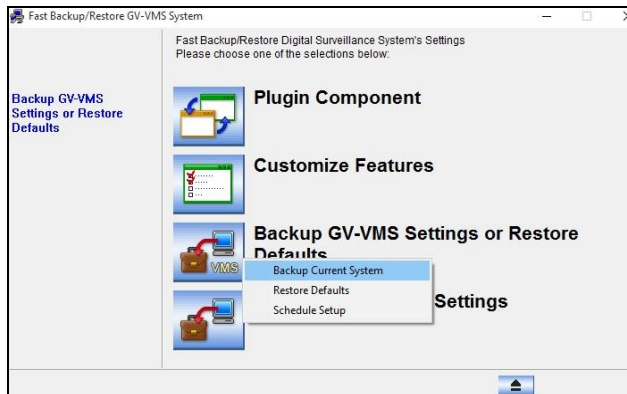 Fast Backup/Restore GV-VMS System
Fast Backup/Restore Digital Surveillance System's Settings
Please choose one of the selections below:
Backup GV-VMS
Settings or Restore
Defaults
Plugin Component
Customize Features
Backup GV-VMS Settings or Restore
Defaults
VMS
Backup Current System
Restore Defaults
Schedule Setup
Settings